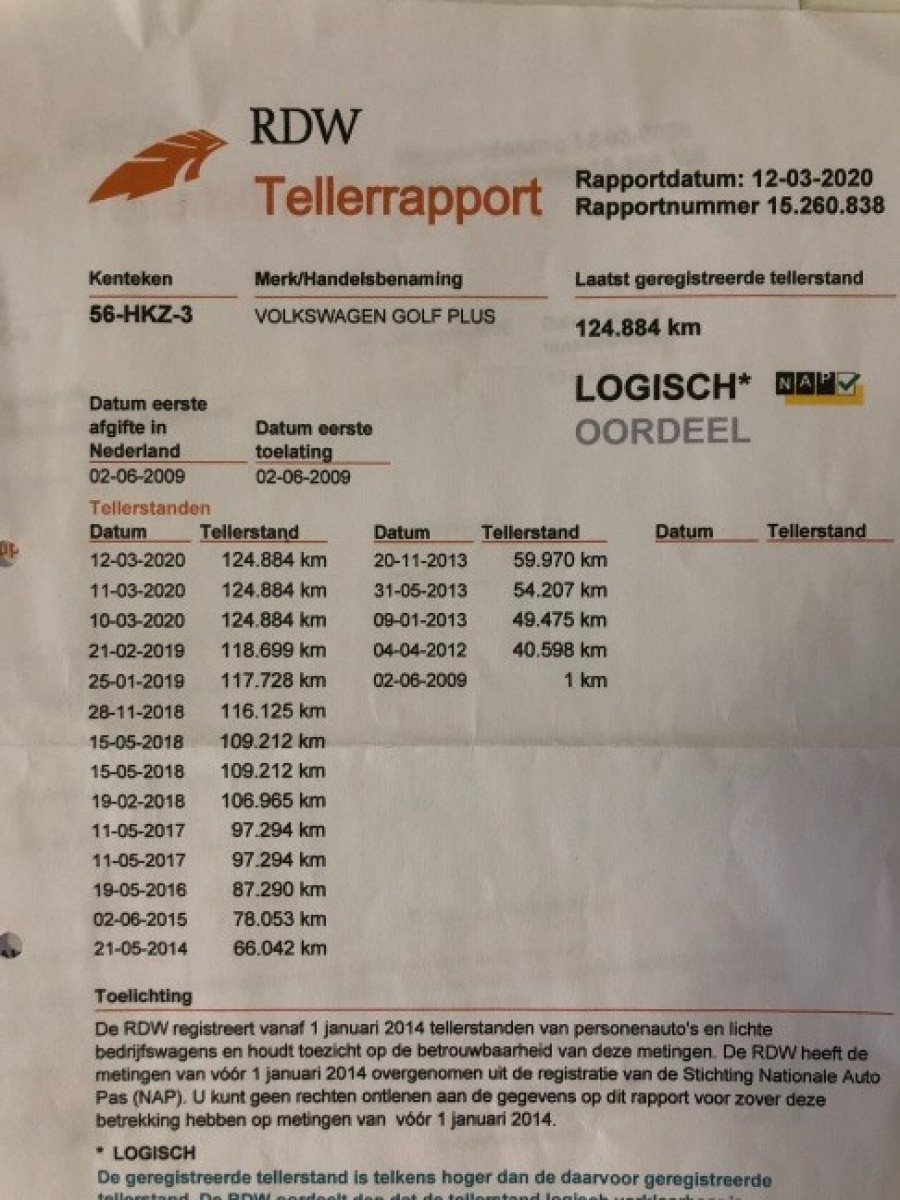 RDW
Tellerrapport
Rapportdatum: 12-03-2020
Rapportnummer 15.260.838
Kenteken Merk/Handelsbenaming Laatst geregistreerde tellerstand
56-HKZ-3 VOLKSWAGEN GOLF PLUS
124.884 km
LOGISCH* NAP
OORDEEL
Datum eerste
afgifte in
Nederland
02-06-2009
Datum eerste
toelating
02-06-2009
Tellerstanden
Datum Tellerstand Datum Tellerstand Datum Tellerstand
12-03-2020 124.884 km 20-11-2013 59.970 km
11-03-2020 124.884 km 31-05-2013 54.207 km
10-03-2020 124.884 km 09-01-2013 49.475 km
21-02-2019 118.699 km 04-04-2012 40.598 km
25-01-2019 117.728 km 02-06-2009 1 km
28-11-2018 116.125 km
15-05-2018 109.212 km
15-05-2018 109.212 km
19-02-2018 106.965 km
11-05-2017 97.294 km
11-05-2017 97.294 km
19-05-2016 87.290 km
02-06-2015 78.053 km
21-05-2014 66.042 km
Toelichting
De RDW registreert vanaf 1 januari 2014 tellerstanden van personenauto's en lichte
bedrijfswagens en houdt toezicht op de betrouwbaarheid van deze metingen. De RDW heeft de
metingen van vóór 1 januari 2014 overgenomen uit de registratie van de Stichting Nationale Auto
Pas (NAP). U kunt geen rechten ontlenen aan de gegevens op dit rapport voor zover deze
betrekking hebben op metingen van vóór 1 januari 2014.
* LOGISCH
De geregistreerde tellerstand is telkens hoger dan de daarvoor geregistreerde
tellerstand. De RDW oordeelt dan dat de tellerstand logisch